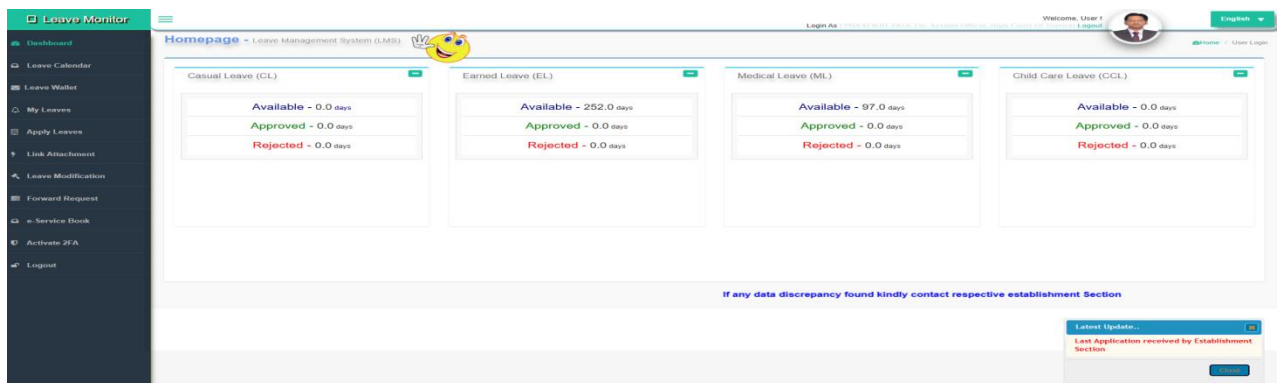 Leave Monitor
Welcome, User !
Login As
Logout
English
Dashboard
Leave Calendar
Leave Wallet
My Leaves
Apply Leaves
Link Attachment
Leave Modification
Forward Request
e-Service Book
Activate 2FA
Logout
Homepage - Leave Management System (LMS)
Home / User Login
Casual Leave (CL)
Available - 0.0 days
Approved - 0.0 days
Rejected - 0.0 days
Earned Leave (EL)
Available - 252.0 days
Approved - 0.0 days
Rejected - 0.0 days
Medical Leave (ML)
Available - 97.0 days
Approved - 0.0 days
Rejected - 0.0 days
Child Care Leave (CCL)
Available - 0.0 days
Approved - 0.0 days
Rejected - 0.0 days
If any data discrepancy found kindly contact respective establishment Section
Latest Update..
Last Application received by Establishment
Section
Close